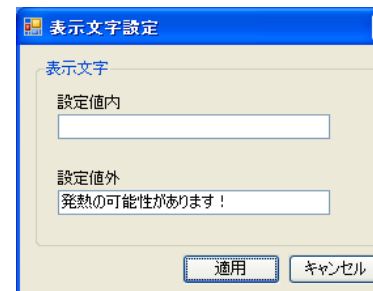 表示文字設定
表示文字
設定値内
設定値外
発熱の可能性があります！
適用
キャンセル